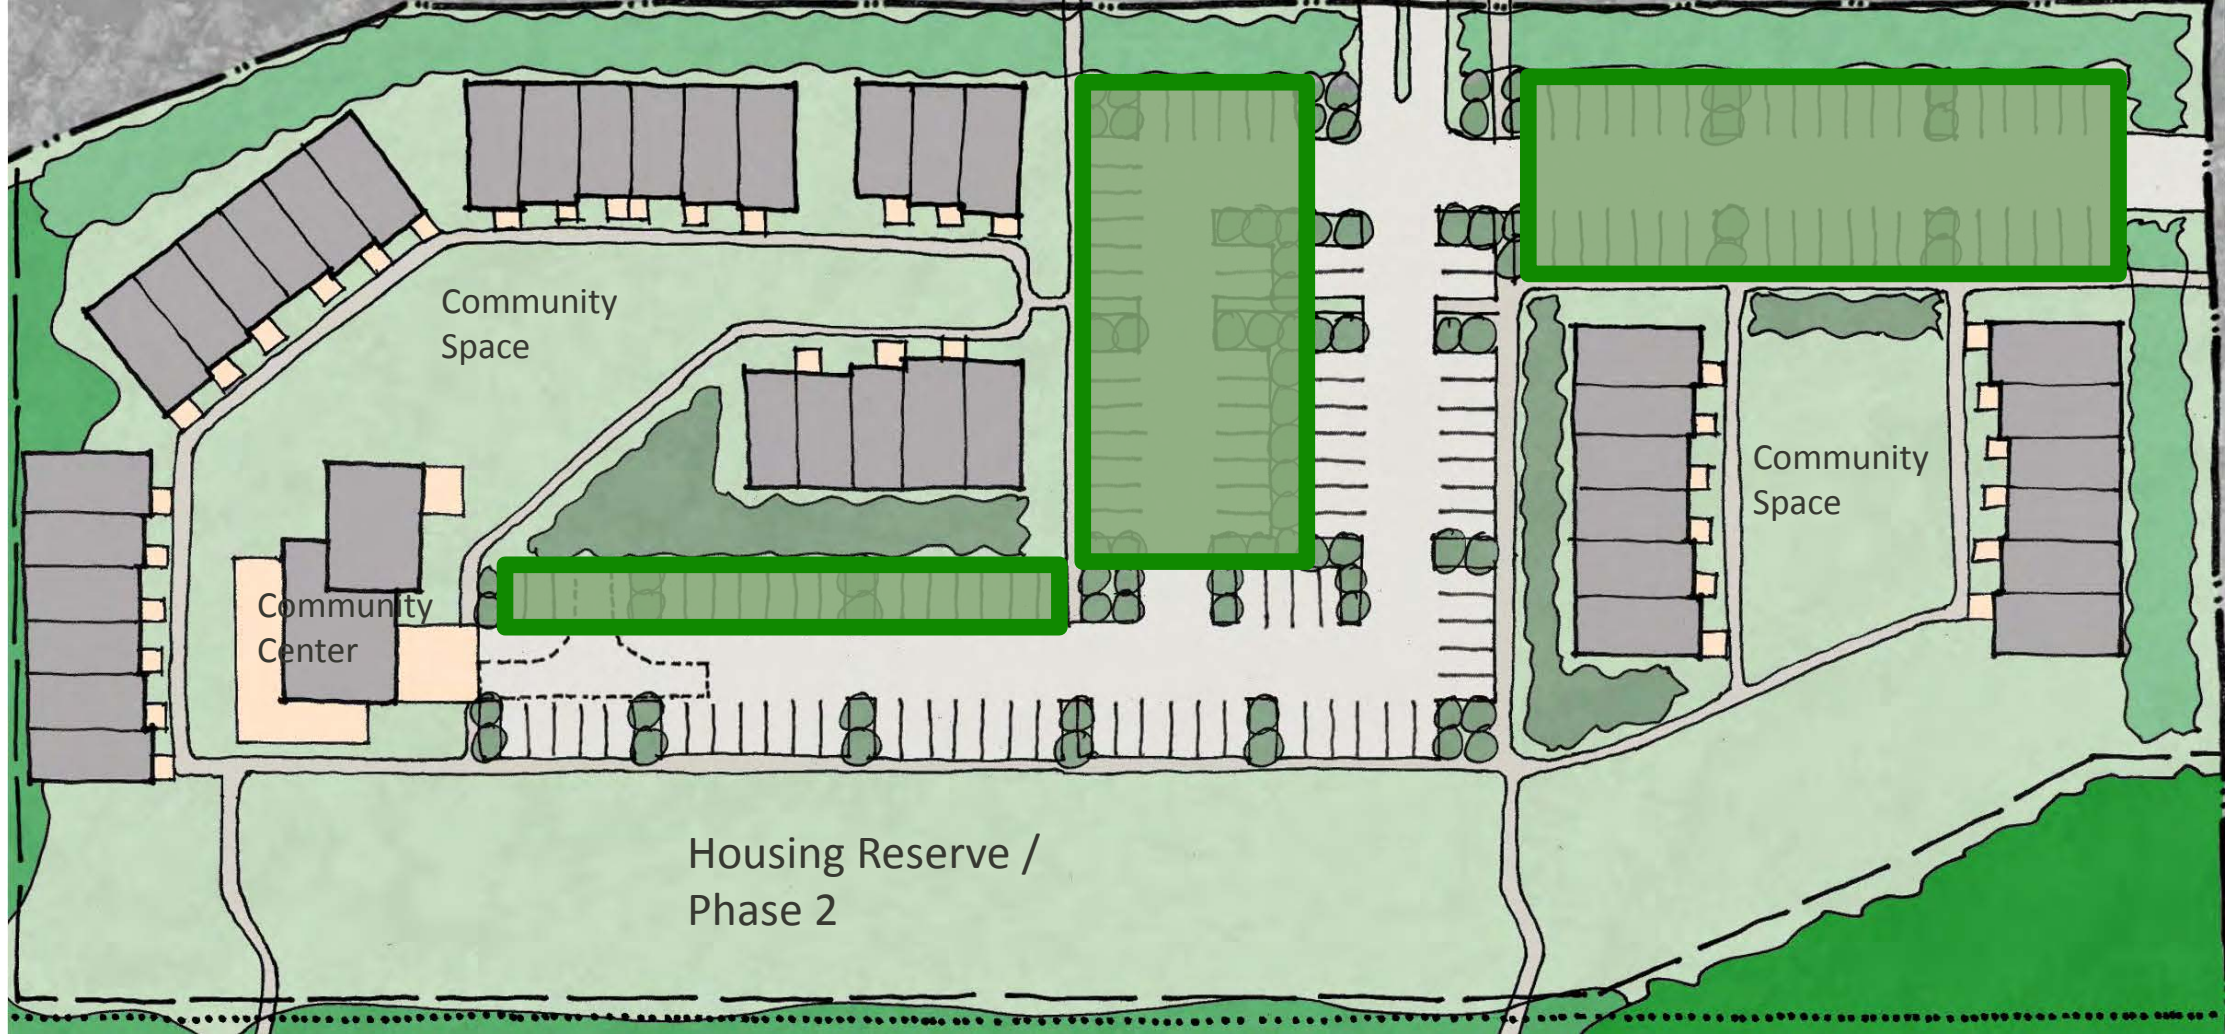 Community
Space
Community
Space
Community
Center
Housing Reserve /
Phase 2